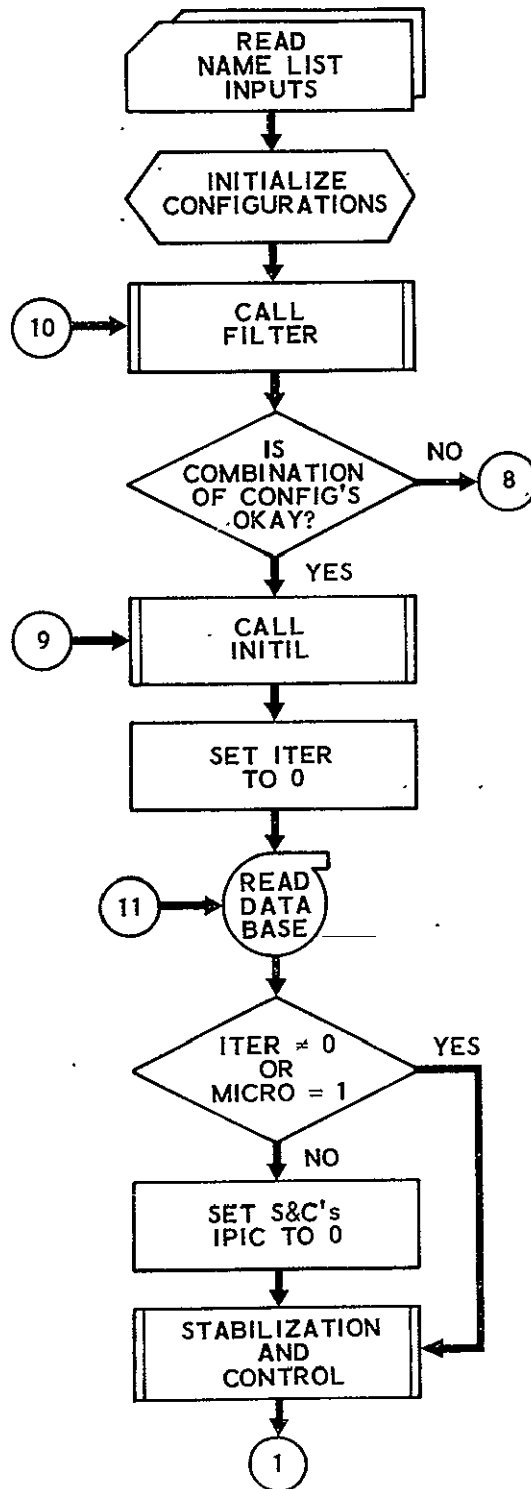 READ
NAME LIST
INPUTS
INITIALIZE
CONFIGURATIONS
10
CALL
FILTER
IS
COMBINATION
OF CONFIG'S
OKAY?
NO
8
YES
9
CALL
INITIL
SET ITER
TO 0
11
READ
DATA
BASE
ITER ≠ 0
OR
MICRO = 1
YES
NO
SET S&C's
IPIC TO 0
STABILIZATION
AND
CONTROL
1